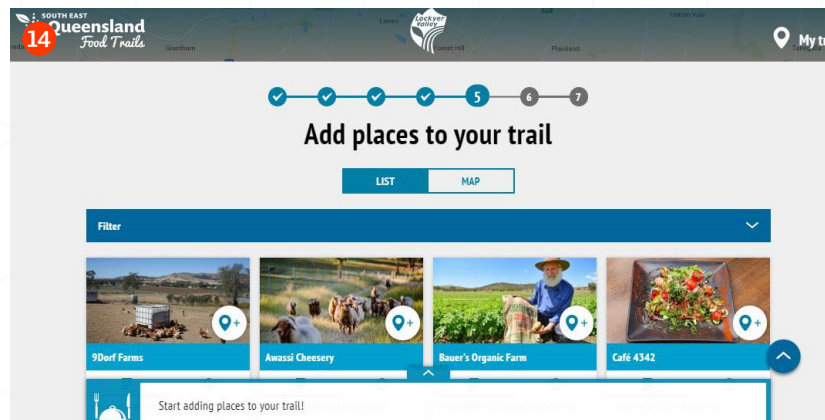 SOUTH EAST
Queensland
Food Trails
14
Lockyer
Valley
Grantham
Forest Hill
Plainland
My tr
5 6 7
Add places to your trail
LIST MAP
Filter
9Dorf Farms
Awassi Cheesery
Bauer's Organic Farm
Café 4342
Start adding places to your trail!